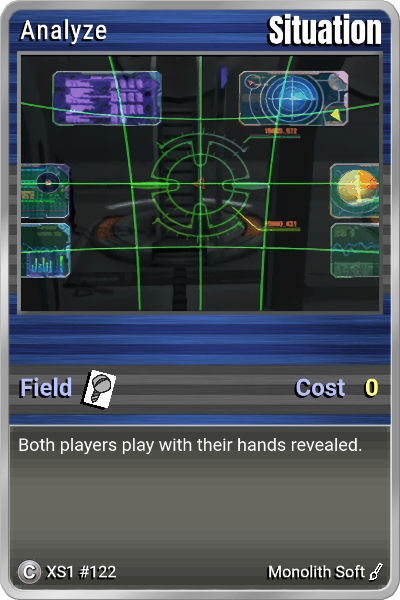 Analyze
Situation
Field
Cost 0
Both players play with their hands revealed.
C XS1 #122
Monolith Soft